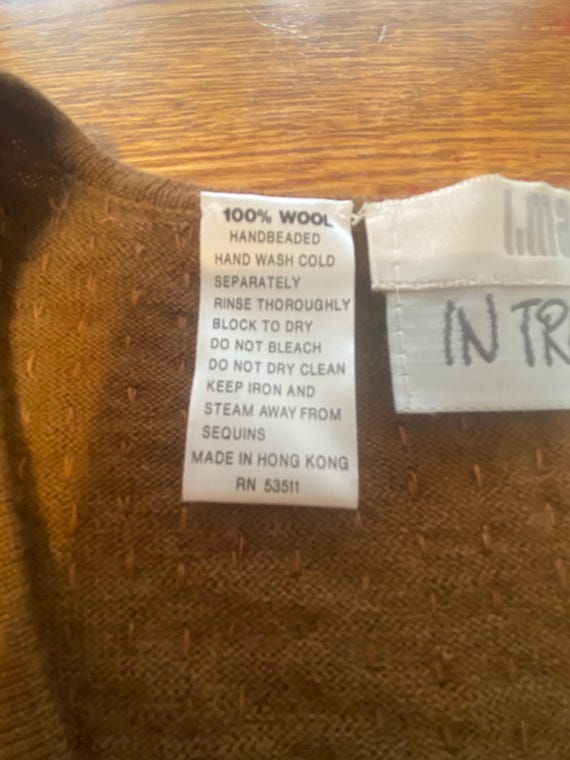 100% WOOL
HANDBEADED
HAND WASH COLD
SEPARATELY
RINSE THOROUGHLY
BLOCK TO DRY
DO NOT BLEACH
DO NOT DRY CLEAN
KEEP IRON AND
STEAM AWAY FROM
SEQUINS
MADE IN HONG KONG
RN 53511
IN